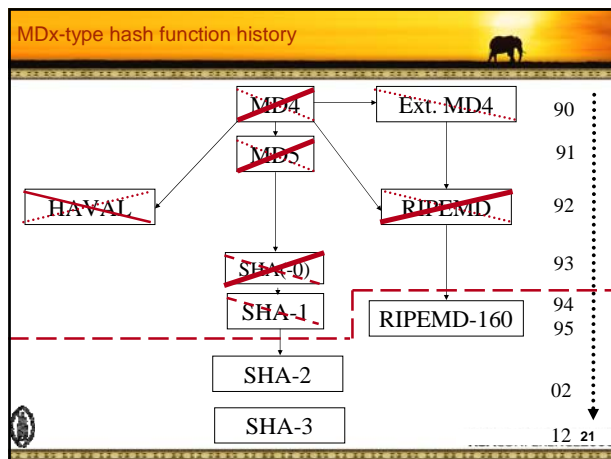 MDx-type hash function history
MD4
Ext. MD4
90
MD5
91
HAVAL
RIPEMD
92
SHA(-0)
93
SHA-1
RIPEMD-160
94
95
SHA-2
02
SHA-3
12
21